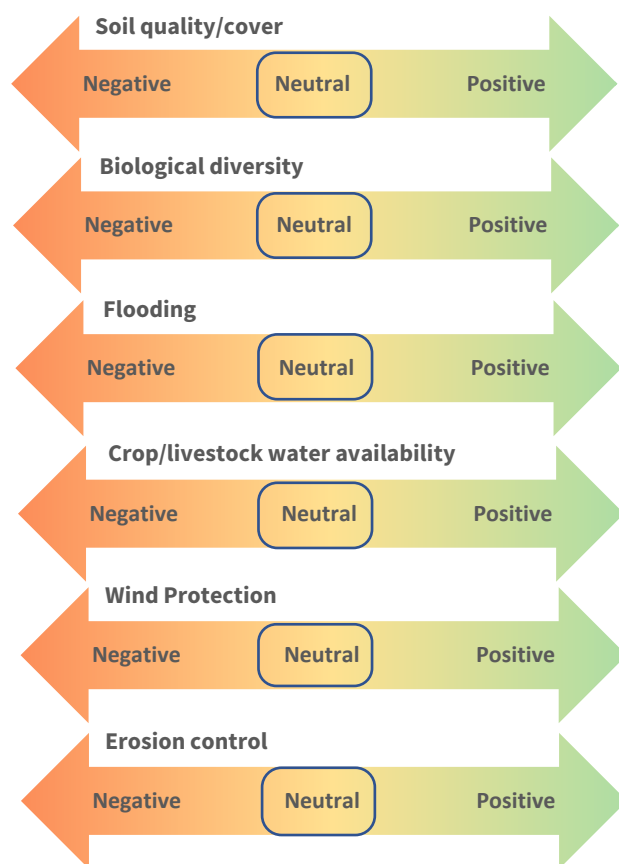 Soil quality/cover
Negative Neutral Positive
Biological diversity
Negative Neutral Positive
Flooding
Negative Neutral Positive
Crop/livestock water availability
Negative Neutral Positive
Wind Protection
Negative Neutral Positive
Erosion control
Negative Neutral Positive